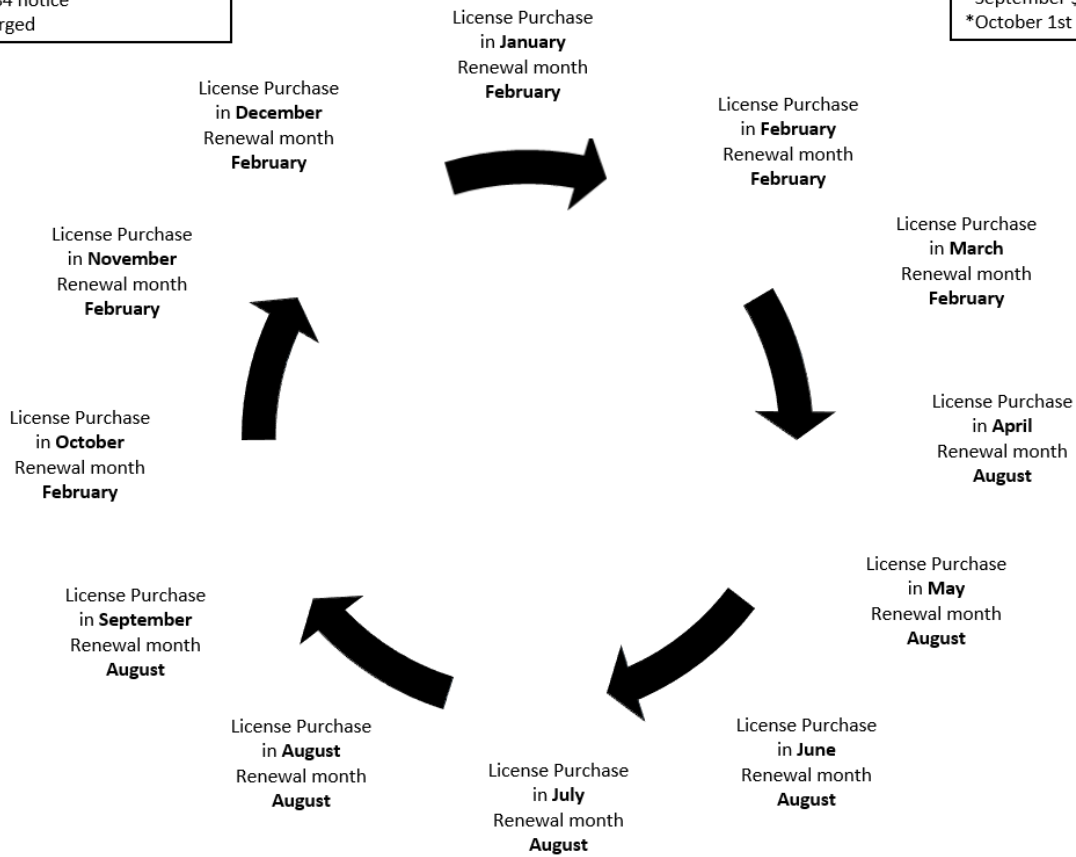 notice
September
*October 1st
License Purchase
in January
Renewal month
February
License Purchase
in February
Renewal month
February
License Purchase
in March
Renewal month
February
License Purchase
in April
Renewal month
August
License Purchase
in May
Renewal month
August
License Purchase
in June
Renewal month
August
License Purchase
in July
Renewal month
August
License Purchase
in August
Renewal month
August
License Purchase
in September
Renewal month
August
License Purchase
in October
Renewal month
February
License Purchase
in November
Renewal month
February
License Purchase
in December
Renewal month
February